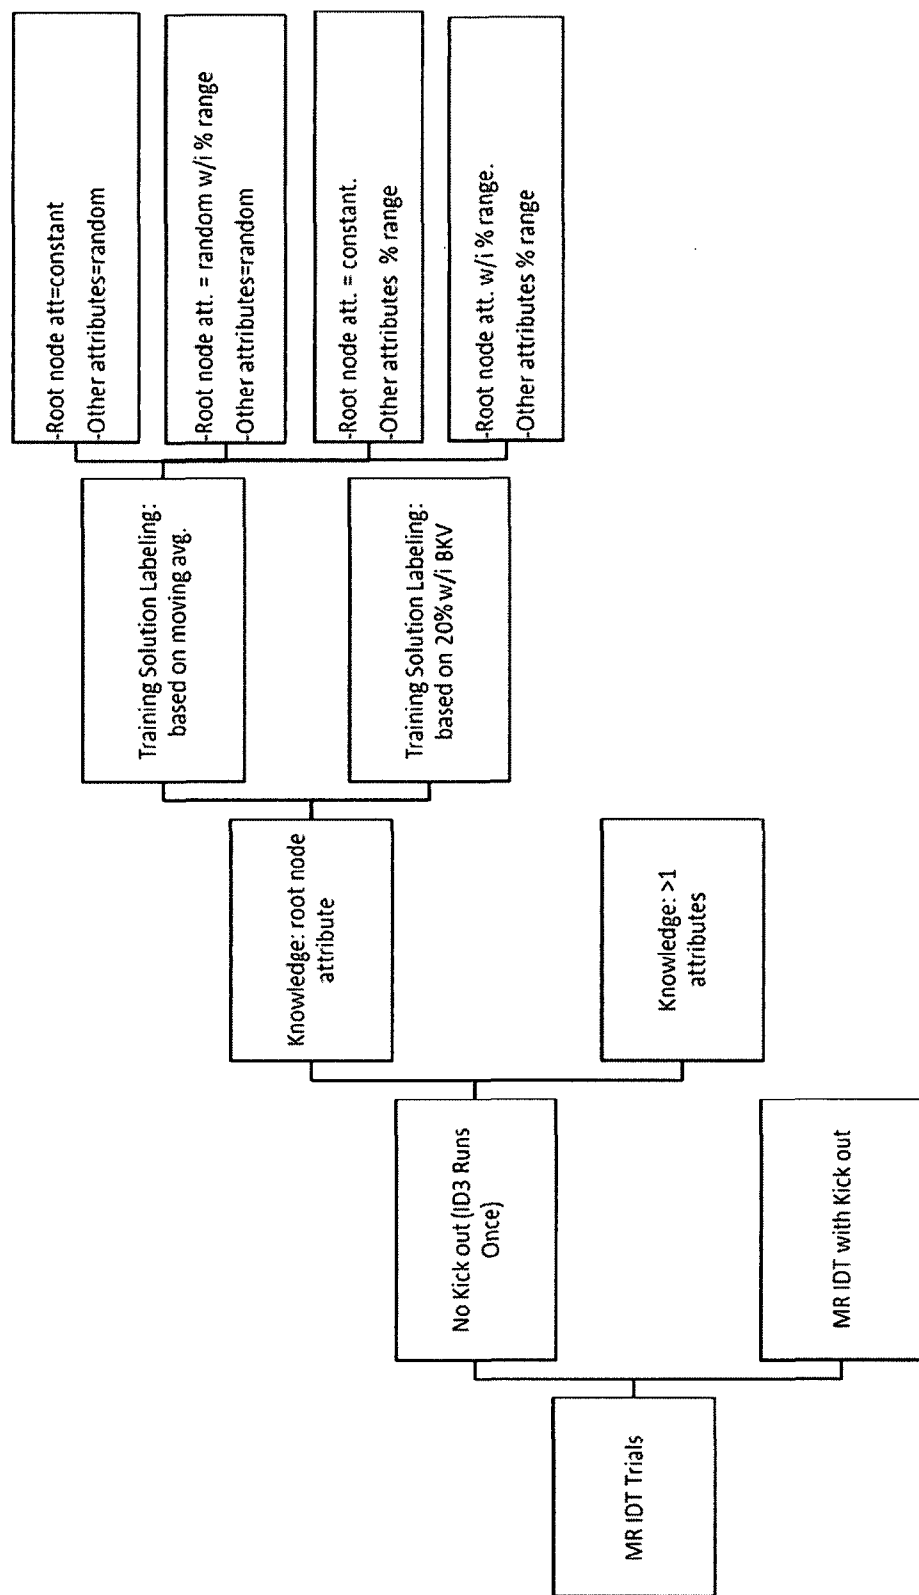 MR IDT Trials
No Kick out (ID3 Runs
Once)
MR IDT with Kick out
Knowledge: root node
attribute
Knowledge: >1
attributes
Training Solution Labeling:
based on moving avg.
Training Solution Labeling:
based on 20% w/i BKV
-Root node att=constant
-Other attributes=random
-Root node att. = random w/i % range
-Other attributes=random
-Root node att. = constant.
-Other attributes % range
-Root node att. w/i % range.
-Other attributes % range